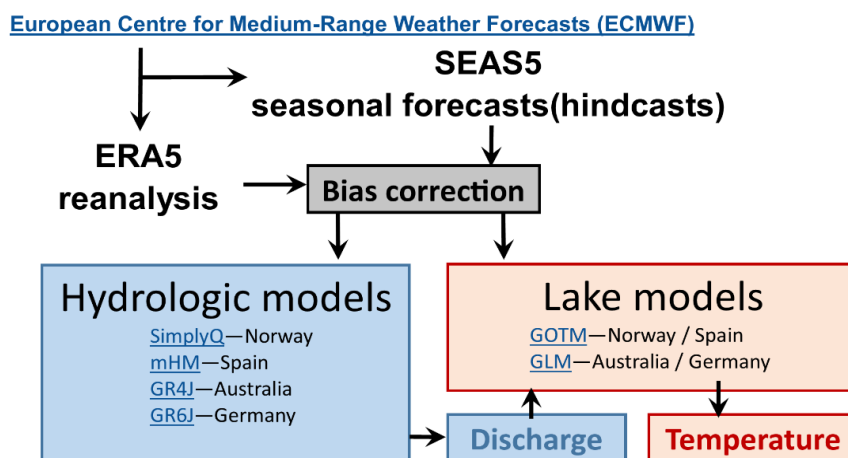 European Centre for Medium-Range Weather Forecasts (ECMWF)
SEAS5
seasonal forecasts(hindcasts)
ERA5
reanalysis
Bias correction
Hydrologic models
SimplyQ—Norway
mHM—Spain
GR4J—Australia
GR6J—Germany
Lake models
GOTM—Norway / Spain
GLM—Australia / Germany
Discharge
Temperature